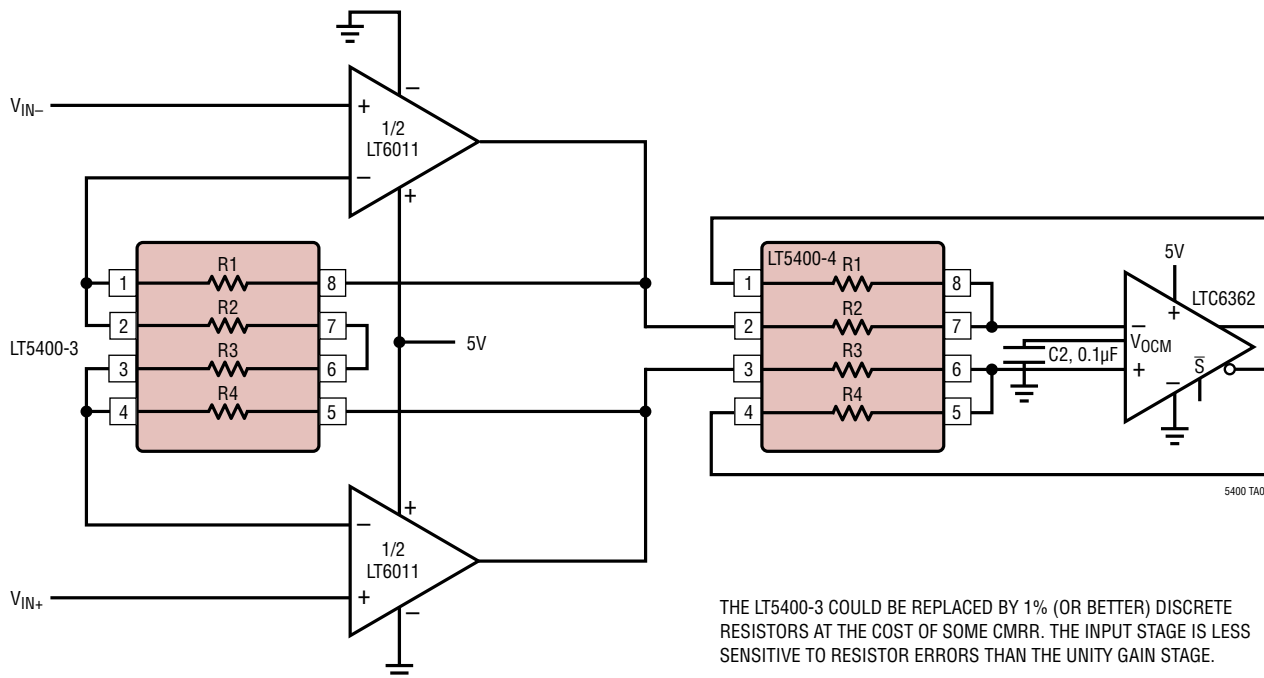 V_IN–
+
–
1/2
LT6011
–
+
LT5400-3
1
2
3
4
R1
R2
R3
R4
8
7
6
5
5V
+
–
1/2
LT6011
–
+
V_IN+
LT5400-4
1
2
3
4
R1
R2
R3
R4
8
7
6
5
C2, 0.1µF
5V
LTC6362
+
–
V_OCM
+
–
S̅
5400 TA0
THE LT5400-3 COULD BE REPLACED BY 1% (OR BETTER) DISCRETE
RESISTORS AT THE COST OF SOME CMRR. THE INPUT STAGE IS LESS
SENSITIVE TO RESISTOR ERRORS THAN THE UNITY GAIN STAGE.